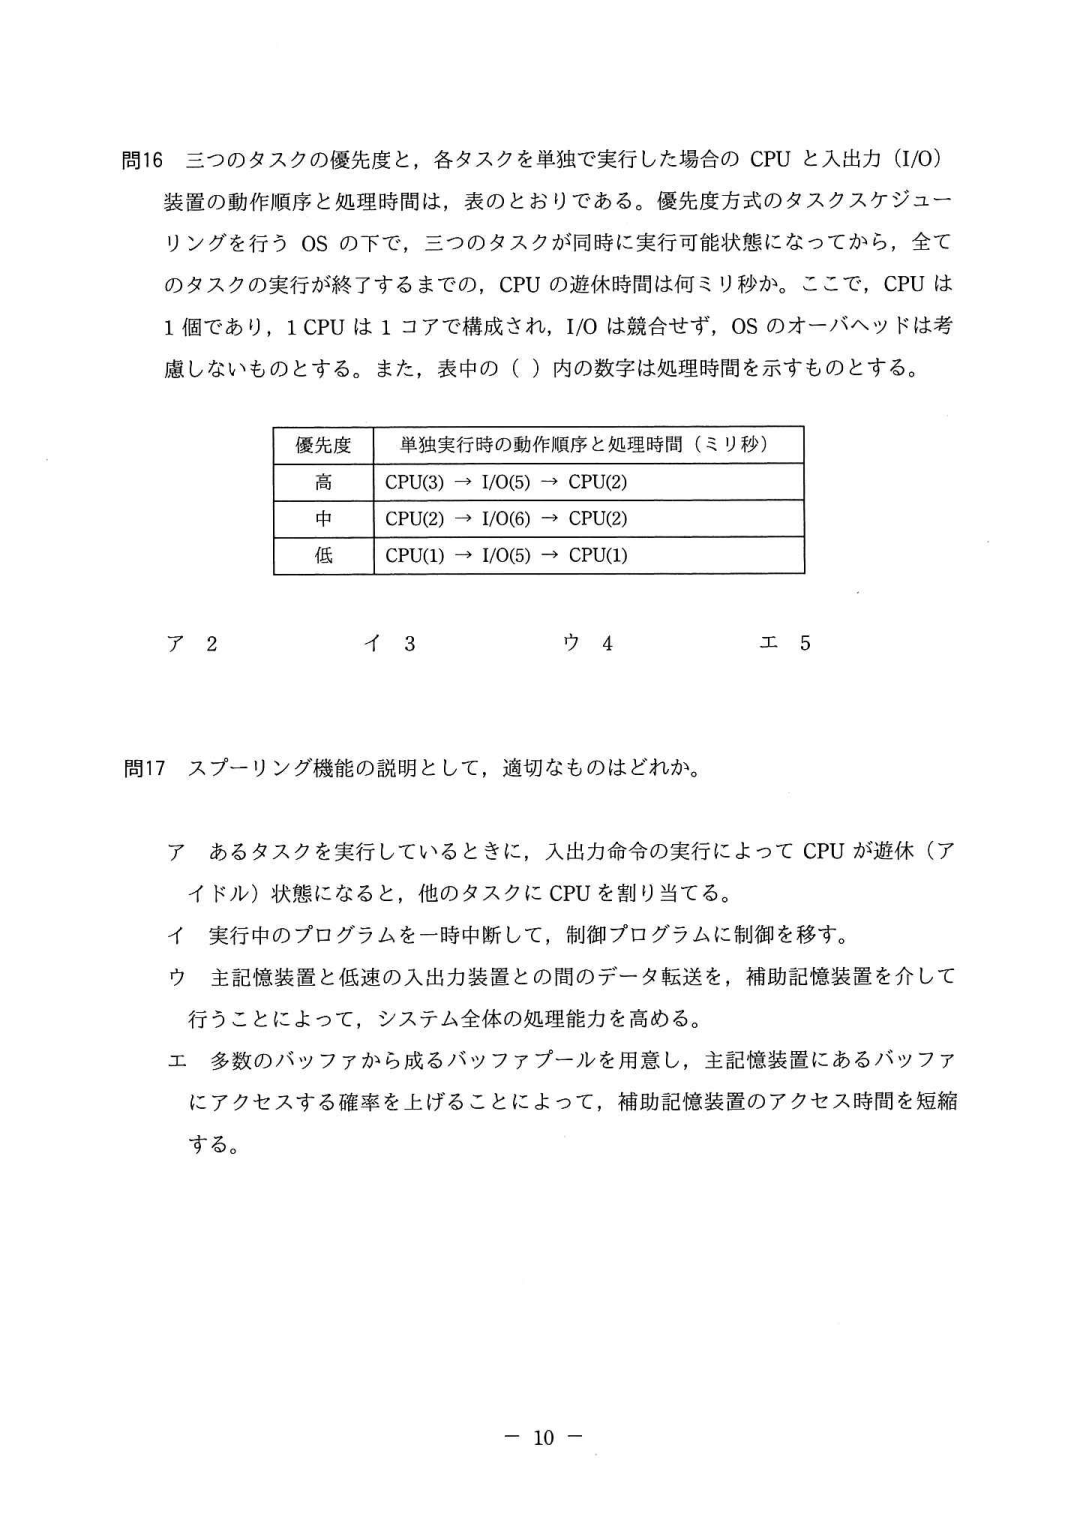 問16 三つのタスクの優先度と，各タスクを単独で実行した場合の CPU と入出力（I/O）
装置の動作順序と処理時間は，表のとおりである。優先度方式のタスクスケジュー
リングを行う OS の下で，三つのタスクが同時に実行可能状態になってから，全て
のタスクの実行が終了するまでの，CPU の遊休時間は何ミリ秒か。ここで，CPU は
1 個であり，1 CPU は 1 コアで構成され，I/O は競合せず，OS のオーバヘッドは考
慮しないものとする。また，表中の（ ）内の数字は処理時間を示すものとする。
優先度 単独実行時の動作順序と処理時間（ミリ秒）
高 CPU(3) → I/O(5) → CPU(2)
中 CPU(2) → I/O(6) → CPU(2)
低 CPU(1) → I/O(5) → CPU(1)
ア 2 イ 3 ウ 4 エ 5
問17 スプーリング機能の説明として，適切なものはどれか。
ア あるタスクを実行しているときに，入出力命令の実行によって CPU が遊休（ア
イドル）状態になると，他のタスクに CPU を割り当てる。
イ 実行中のプログラムを一時中断して，制御プログラムに制御を移す。
ウ 主記憶装置と低速の入出力装置との間のデータ転送を，補助記憶装置を介して
行うことによって，システム全体の処理能力を高める。
エ 多数のバッファから成るバッファプールを用意し，主記憶装置にあるバッファ
にアクセスする確率を上げることによって，補助記憶装置のアクセス時間を短縮
する。
－ 10 －